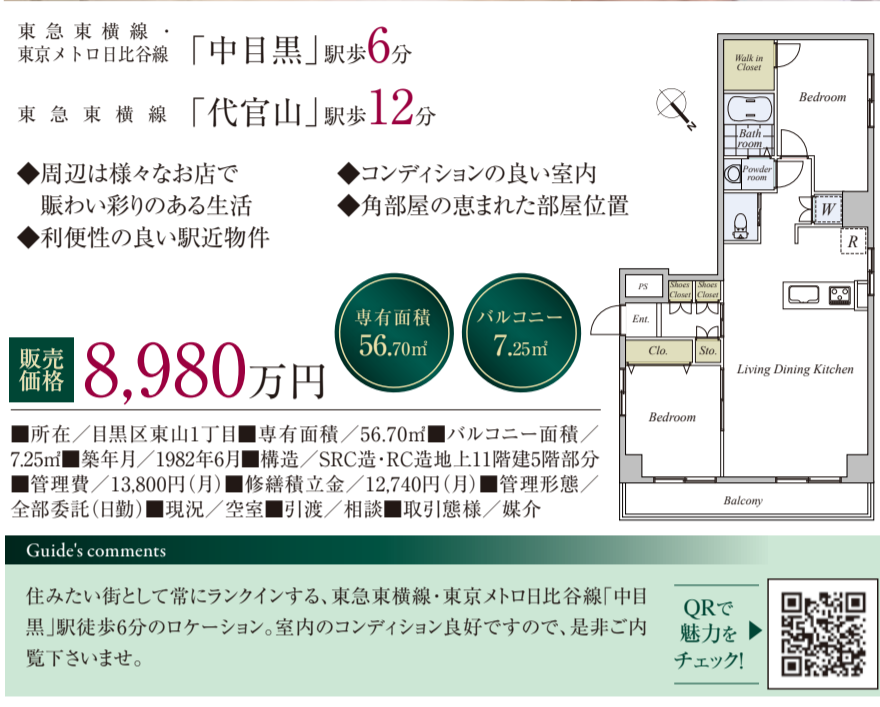 東急東横線・
東京メトロ日比谷線 「中目黒」駅歩6分
東急東横線 「代官山」駅歩12分
◆周辺は様々なお店で
賑わい彩りのある生活
◆利便性の良い駅近物件
◆コンディションの良い室内
◆角部屋の恵まれた部屋位置
専有面積
56.70㎡
バルコニー
7.25㎡
販売
価格
8,980万円
■所在／目黒区東山1丁目■専有面積／56.70㎡■バルコニー面積／
7.25㎡■築年月／1982年6月■構造／SRC造・RC造地上11階建5階部分
■管理費／13,800円（月）■修繕積立金／12,740円（月）■管理形態／
全部委託（日勤）■現況／空室■引渡／相談■取引態様／媒介
Walk in
Closet
Bedroom
N
Bath
room
Powder
room
W
R
PS
Shoes
Closet
Shoes
Closet
Ent.
Clo.
Sto.
Living Dining Kitchen
Bedroom
Balcony
Guide's comments
住みたい街として常にランクインする、東急東横線・東京メトロ日比谷線「中目
黒」駅徒歩6分のロケーション。室内のコンディション良好ですので、是非ご内
覧下さいませ。
QRで
魅力を
チェック!